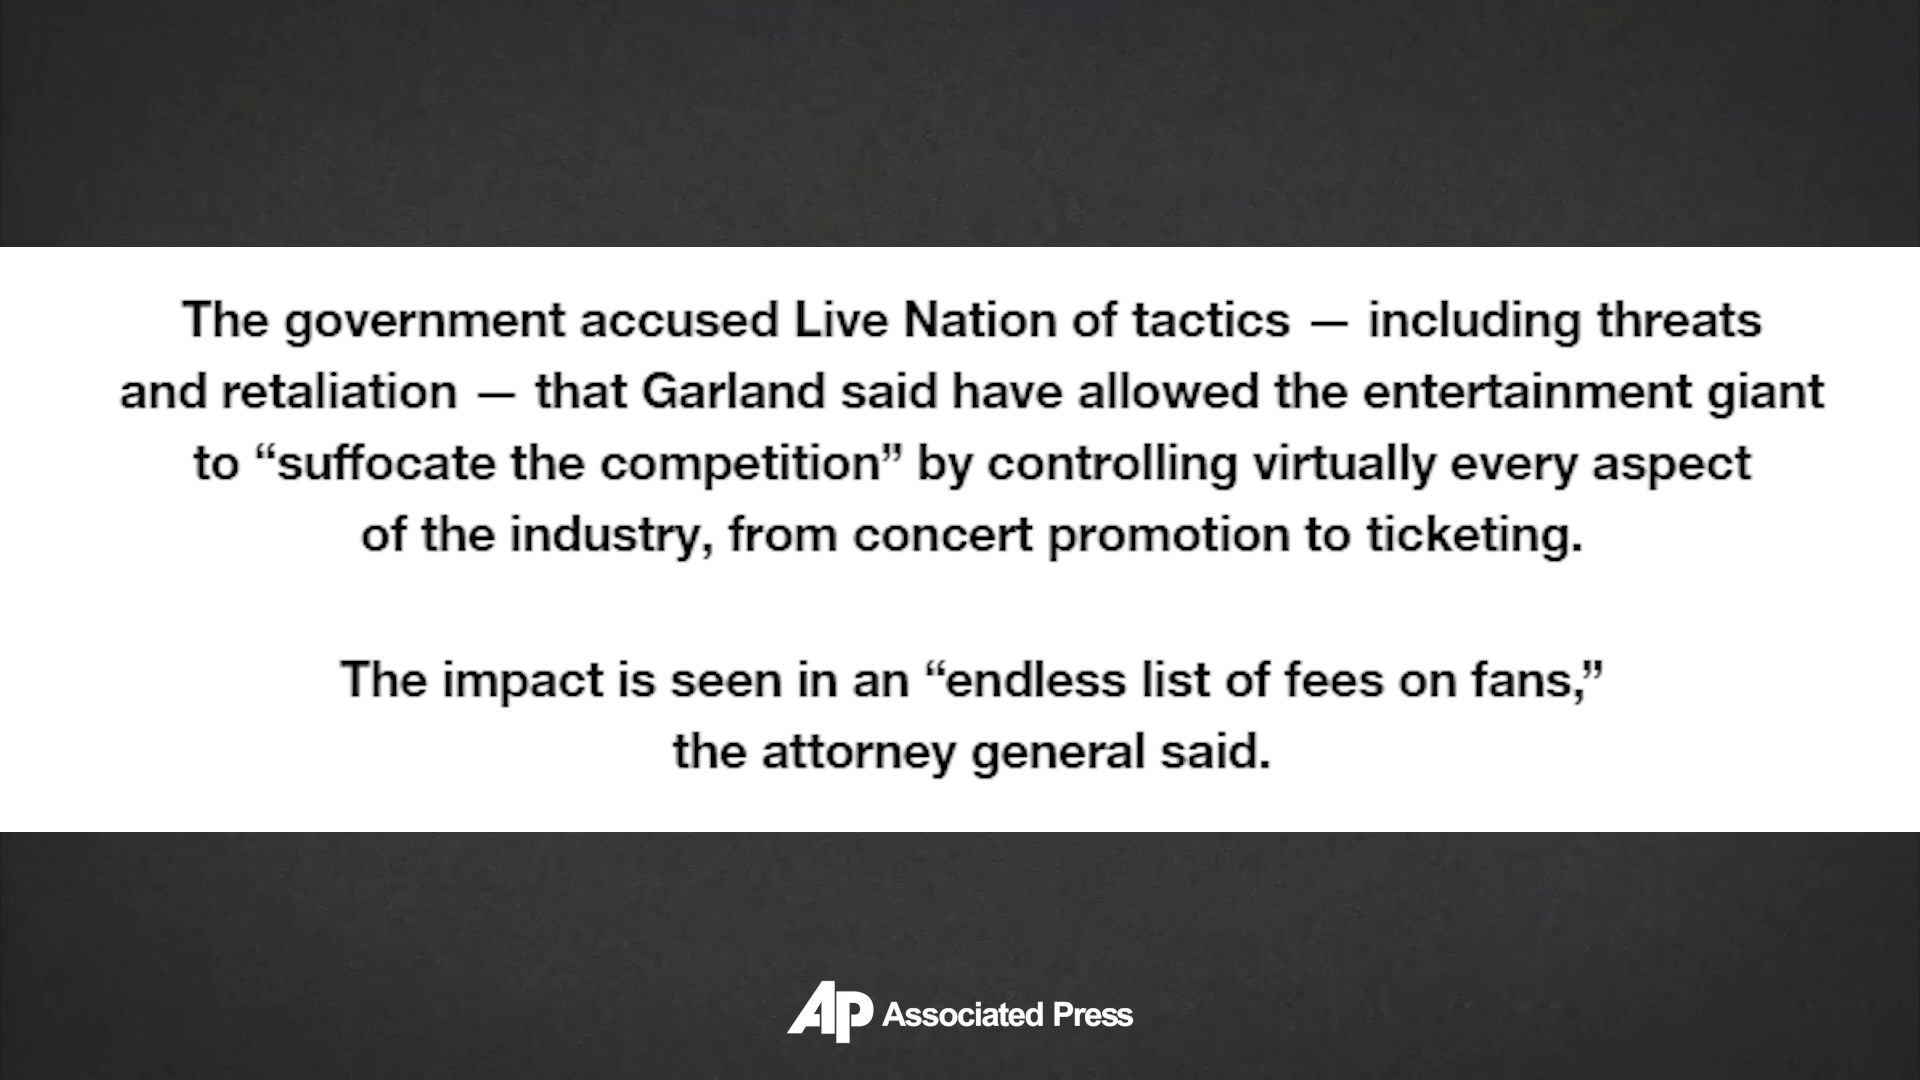 The government accused Live Nation of tactics — including threats
and retaliation — that Garland said have allowed the entertainment giant
to “suffocate the competition” by controlling virtually every aspect
of the industry, from concert promotion to ticketing.
The impact is seen in an “endless list of fees on fans,”
the attorney general said.
AP Associated Press